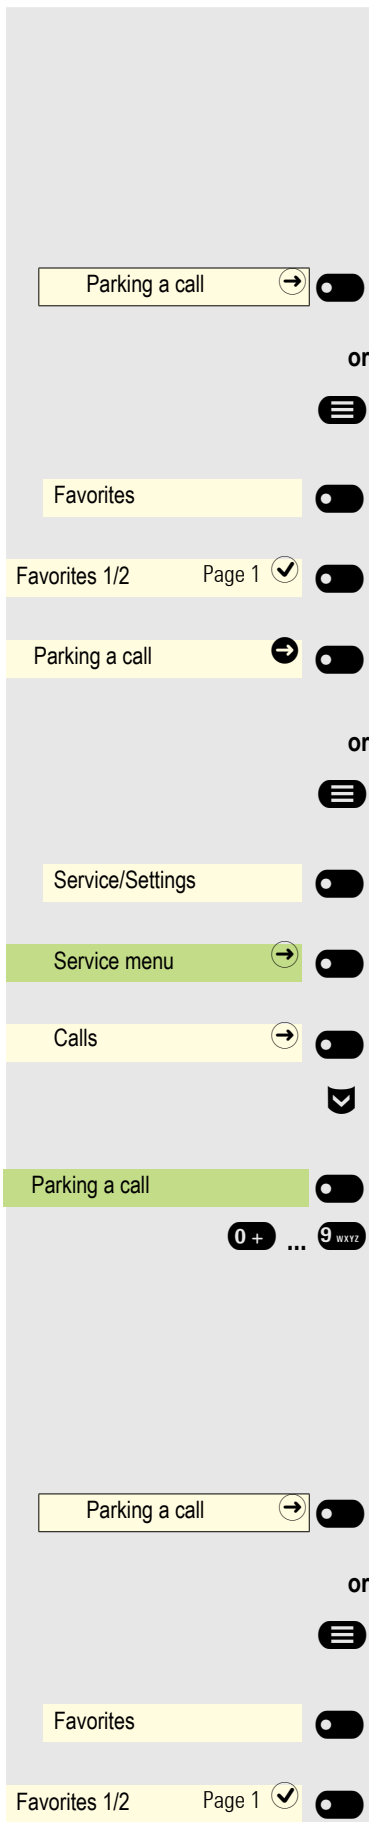 Parking a call
or
Favorites
Favorites 1/2 Page 1
Parking a call
or
Service/Settings
Service menu
Calls
Parking a call
0 + ... 9 WXYZ
Parking a call
or
Favorites
Favorites 1/2 Page 1